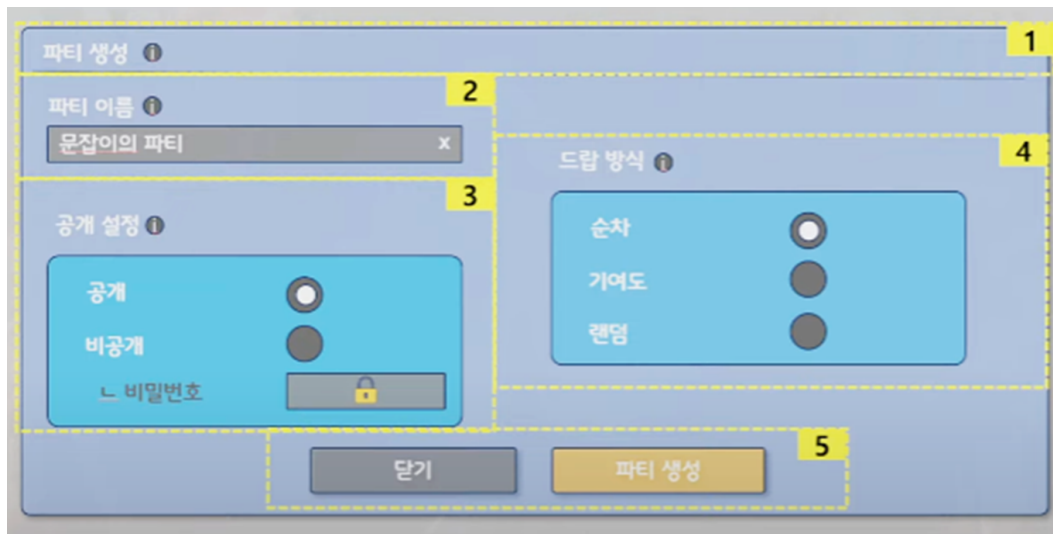 1
파티 생성
2
파티 이름
문잡이의 파티 x
3
공개 설정
공개
비공개
ㄴ 비밀번호
4
드랍 방식
순차
기여도
랜덤
5
닫기
파티 생성